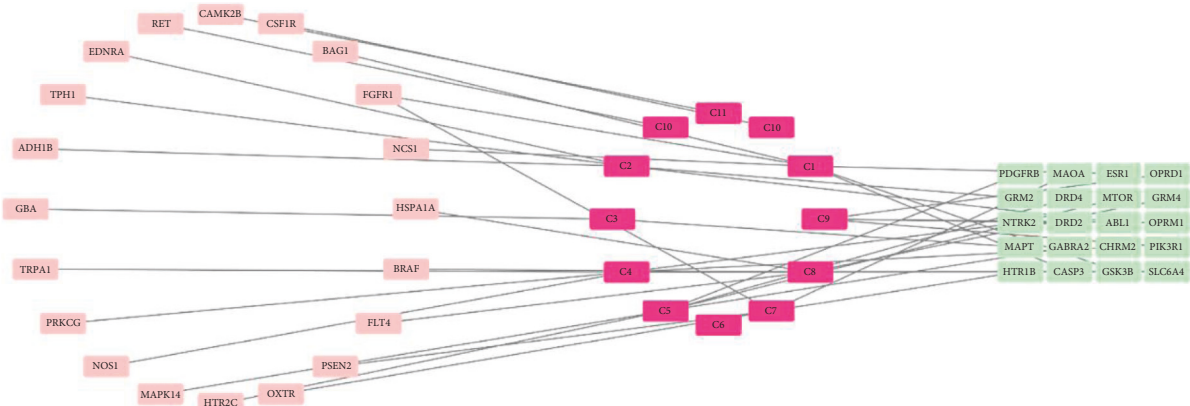 CAMK2B
RET
CSF1R
EDNRA
BAG1
TPH1
FGFR1
C11
C10
C10
ADH1B
NCS1
C2
C1
PDGFRB MAOA ESR1 OPRD1
GRM2 DRD4 MTOR GRM4
GBA
HSPA1A
C3
C9
NTRK2 DRD2 ABL1 OPRM1
MAPT GABRA2 CHRM2 PIK3R1
TRPA1
BRAF
C4
C8
HTR1B CASP3 GSK3B SLC6A4
PRKCG
FLT4
C5
C7
C6
NOS1
PSEN2
MAPK14
OXTR
HTR2C